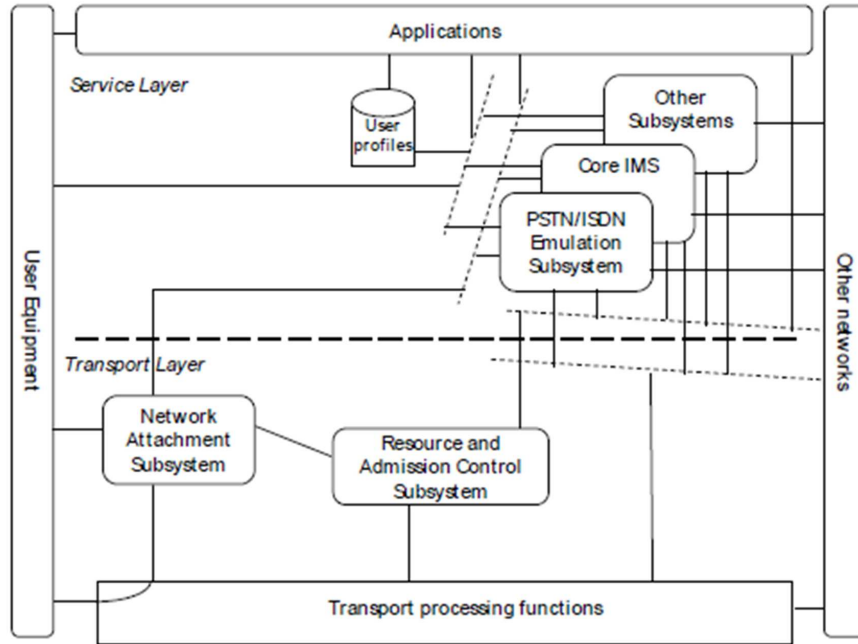 Applications
Service Layer
User
profiles
Other
Subsystems
Core IMS
PSTN/ISDN
Emulation
Subsystem
User Equipment
Other networks
Transport Layer
Network
Attachment
Subsystem
Resource and
Admission Control
Subsystem
Transport processing functions